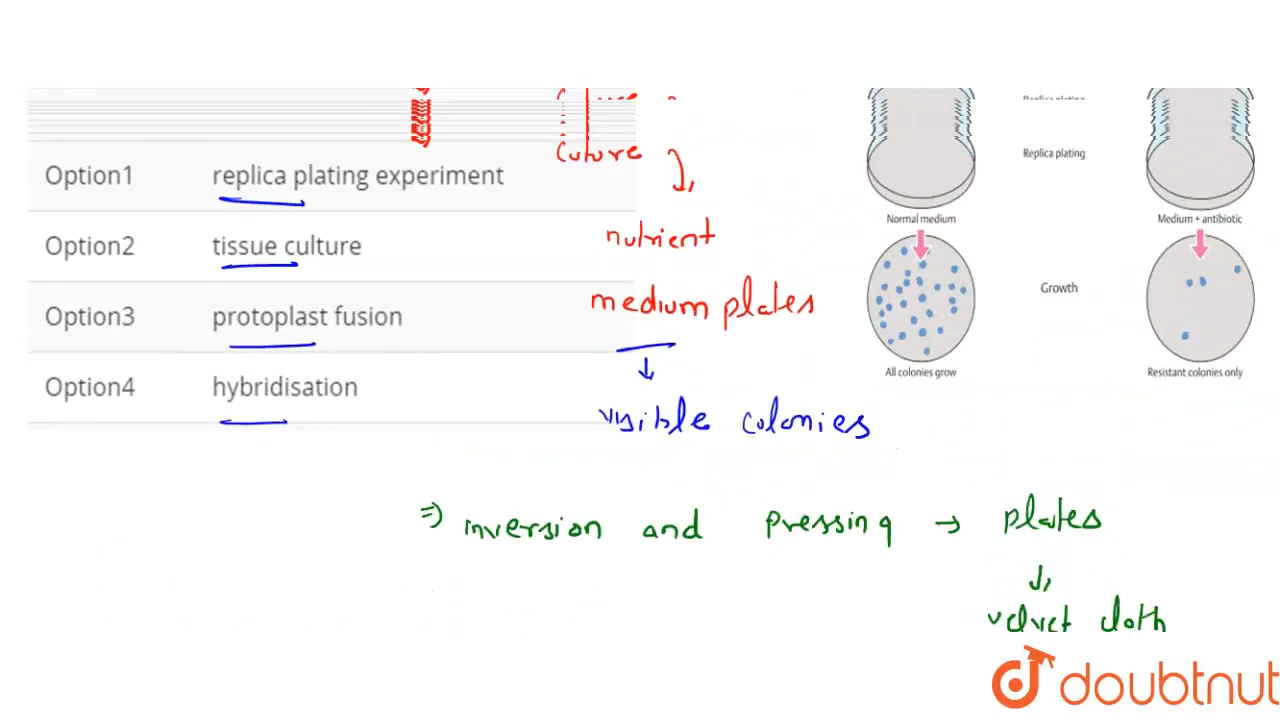 Cuture
Option1 replica plating experiment
Option2 tissue culture
Option3 protoplast fusion
Option4 hybridisation
nutrient
medium plates
visible colonies
Replica plating
Normal medium
Medium + antibiotic
Growth
All colonies grow
Resistant colonies only
⇒ inversion and pressing → plates
velvet cloth
doubtnut